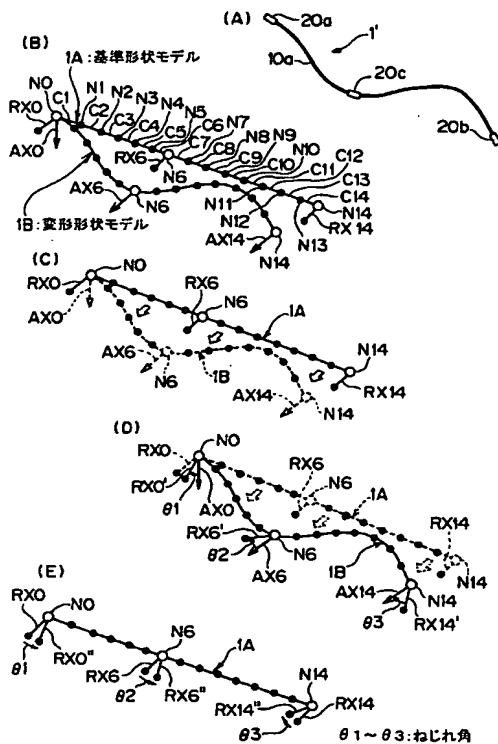 (A)
20a
1'
10a
20c
20b
(B)
1A:基準形状モデル
N0
C1
N1
C2
N2
C3
N3
C4
N4
C5
N5
C6
C7
N7
C8
N8
C9
N9
C10
N10
C11
C12
C13
C14
RX0
AX0
RX6
N6
AX6
N6
N11
N12
AX14
N14
N13
N14
RX14
1B:変形形状モデル
(C)
N0
RX0
AX0
RX6
N6
1A
N14
RX14
AX6
N6
1B
AX14
N14
(D)
N0
RX0
RX0'
θ1
AX0
RX6
N6
1A
RX14
N14
RX6'
θ2
AX6
N6
1B
AX14
N14
θ3
RX14'
(E)
N0
RX0
θ1
RX0"
N6
1A
RX6
θ2
RX6"
N14
RX14"
RX14
θ3
θ1~θ3:ねじれ角